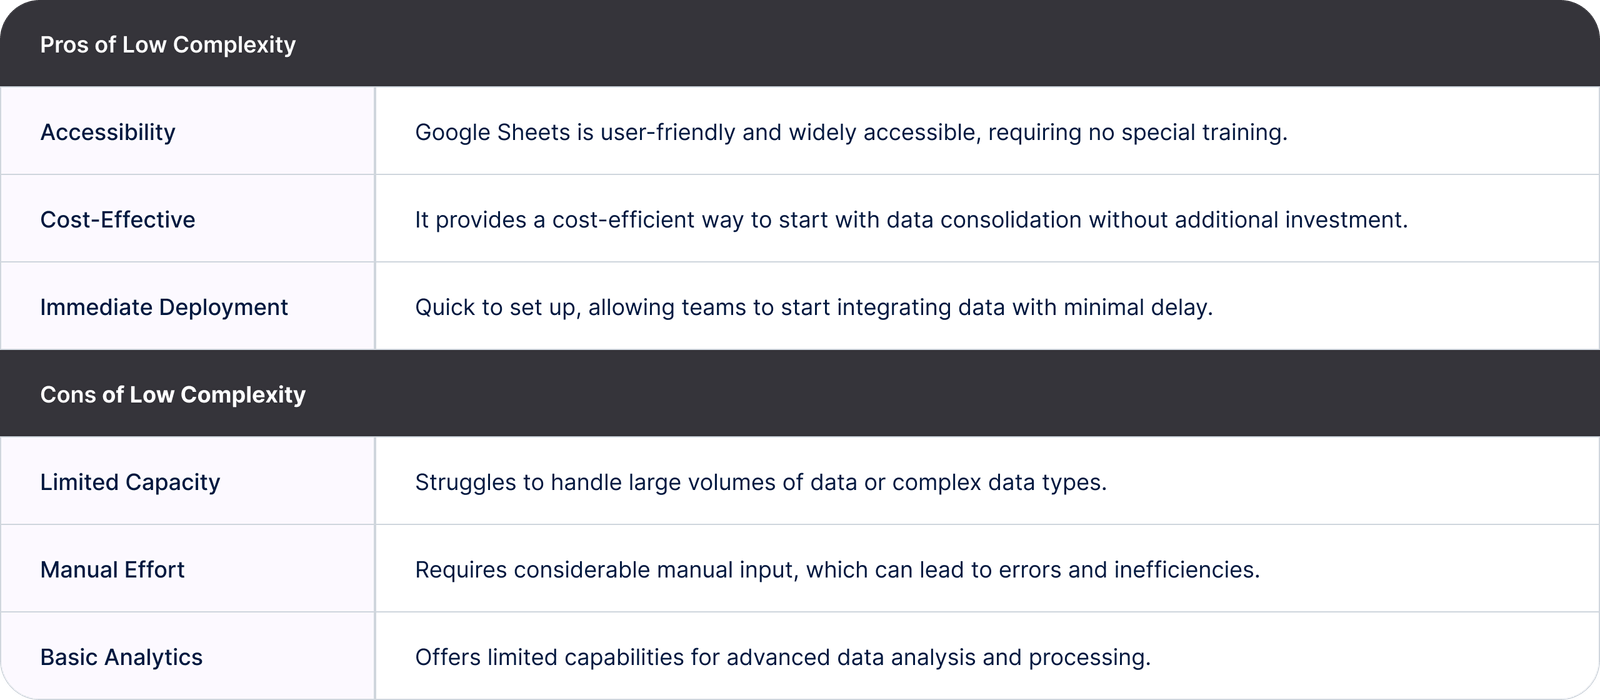 Pros of Low Complexity
Accessibility
Google Sheets is user-friendly and widely accessible, requiring no special training.
Cost-Effective
It provides a cost-efficient way to start with data consolidation without additional investment.
Immediate Deployment
Quick to set up, allowing teams to start integrating data with minimal delay.
Cons of Low Complexity
Limited Capacity
Struggles to handle large volumes of data or complex data types.
Manual Effort
Requires considerable manual input, which can lead to errors and inefficiencies.
Basic Analytics
Offers limited capabilities for advanced data analysis and processing.